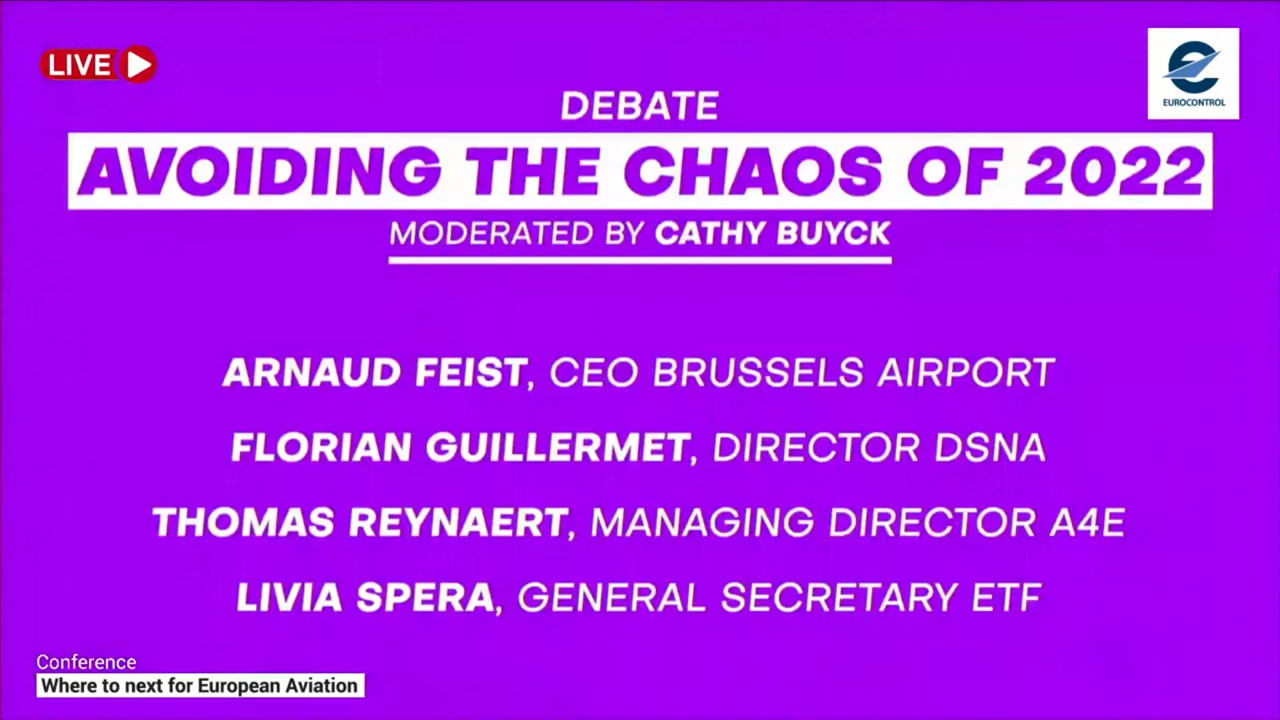 LIVE
EUROCONTROL
DEBATE
AVOIDING THE CHAOS OF 2022
MODERATED BY CATHY BUYCK
ARNAUD FEIST, CEO BRUSSELS AIRPORT
FLORIAN GUILLERMET, DIRECTOR DSNA
THOMAS REYNAERT, MANAGING DIRECTOR A4E
LIVIA SPERA, GENERAL SECRETARY ETF
Conference
Where to next for European Aviation